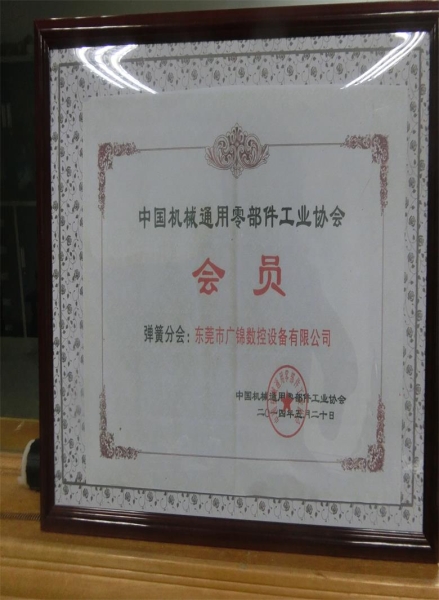 中国机械通用零部件工业协会
会员
弹簧分会：东莞市广锦数控设备有限公司
中国机械通用零部件工业协会
二〇一四年五月二十日